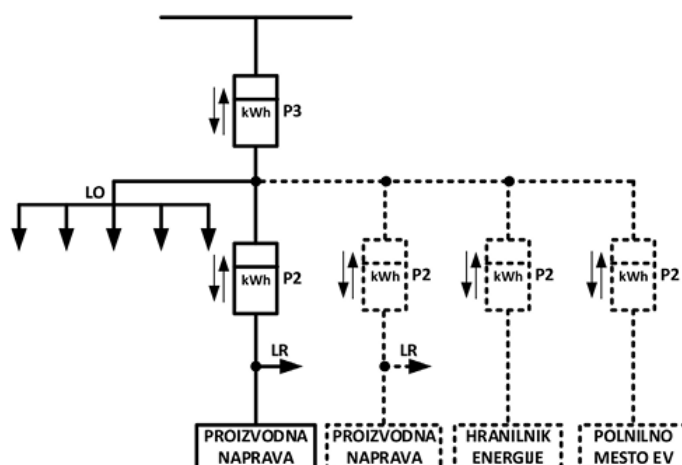 kWh P3
LO
kWh P2
kWh P2
kWh P2
kWh P2
LR
LR
PROIZVODNA
NAPRAVA
PROIZVODNA
NAPRAVA
HRANILNIK
ENERGIJE
POLNILNO
MESTO EV